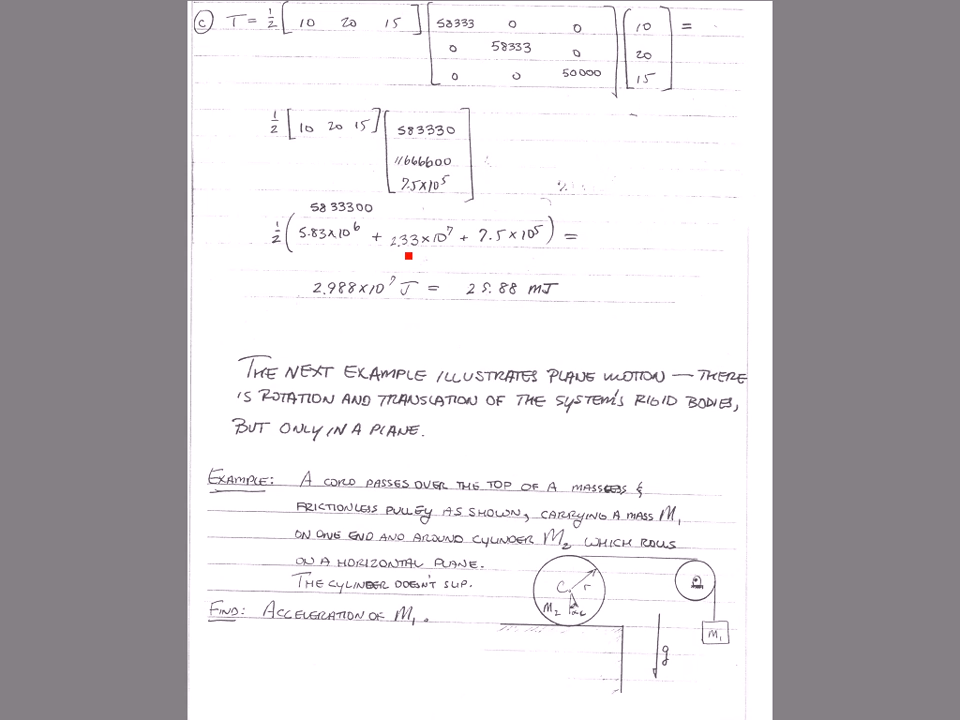 (c) T = 1/2 [ 10 20 15 ] [ 58333 0 0 ] [ 10 ] =
[ 0 58333 0 ] [ 20 ]
[ 0 0 50000 ] [ 15 ]
1/2 [ 10 20 15 ] [ 583330 ]
[ 11666600 ]
[ 7.5×10⁵ ]
5833300
1/2 ( 5.83×10⁶ + 2.33×10⁷ + 7.5×10⁵ ) =
2.988×10⁷ J = 25.88 MJ
THE NEXT EXAMPLE ILLUSTRATES PLANE MOTION — THERE
IS ROTATION AND TRANSLATION OF THE SYSTEM'S RIGID BODIES,
BUT ONLY IN A PLANE.
EXAMPLE: A CORD PASSES OVER THE TOP OF A MASSLESS &
FRICTIONLESS PULLEY AS SHOWN, CARRYING A MASS M₁
ON ONE END AND AROUND CYLINDER M₂ WHICH ROLLS
ON A HORIZONTAL PLANE.
THE CYLINDER DOESN'T SLIP.
FIND: ACCELERATION OF M₁.
C r
M₂
M₁
g